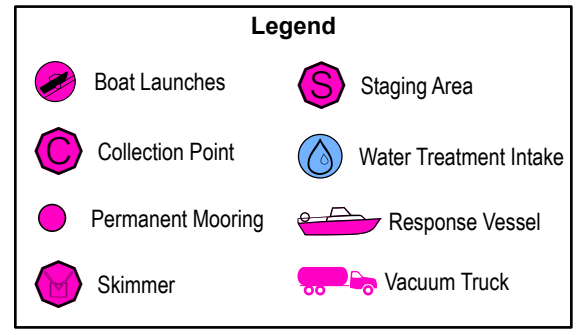 Legend
Boat Launches
S
Staging Area
C
Collection Point
Water Treatment Intake
Permanent Mooring
Response Vessel
Skimmer
Vacuum Truck